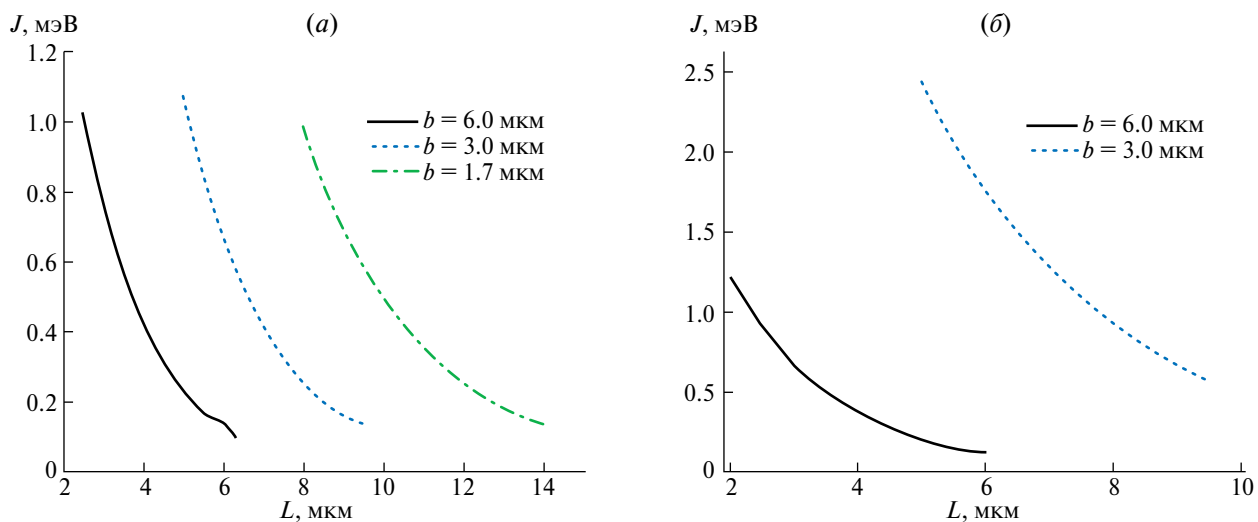 J, мэВ
(а)
1.2
1.0
0.8
0.6
0.4
0.2
0
2 4 6 8 10 12 14
L, мкм
b = 6.0 мкм
b = 3.0 мкм
b = 1.7 мкм
J, мэВ
(б)
2.5
2.0
1.5
1.0
0.5
0
2 4 6 8 10
L, мкм
b = 6.0 мкм
b = 3.0 мкм